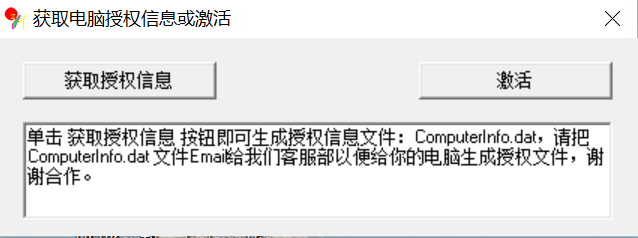 获取电脑授权信息或激活
获取授权信息 激活
单击 获取授权信息 按钮即可生成授权信息文件：ComputerInfo.dat，请把
ComputerInfo.dat 文件Email给我们客服部以便给你的电脑生成授权文件，谢
谢合作。